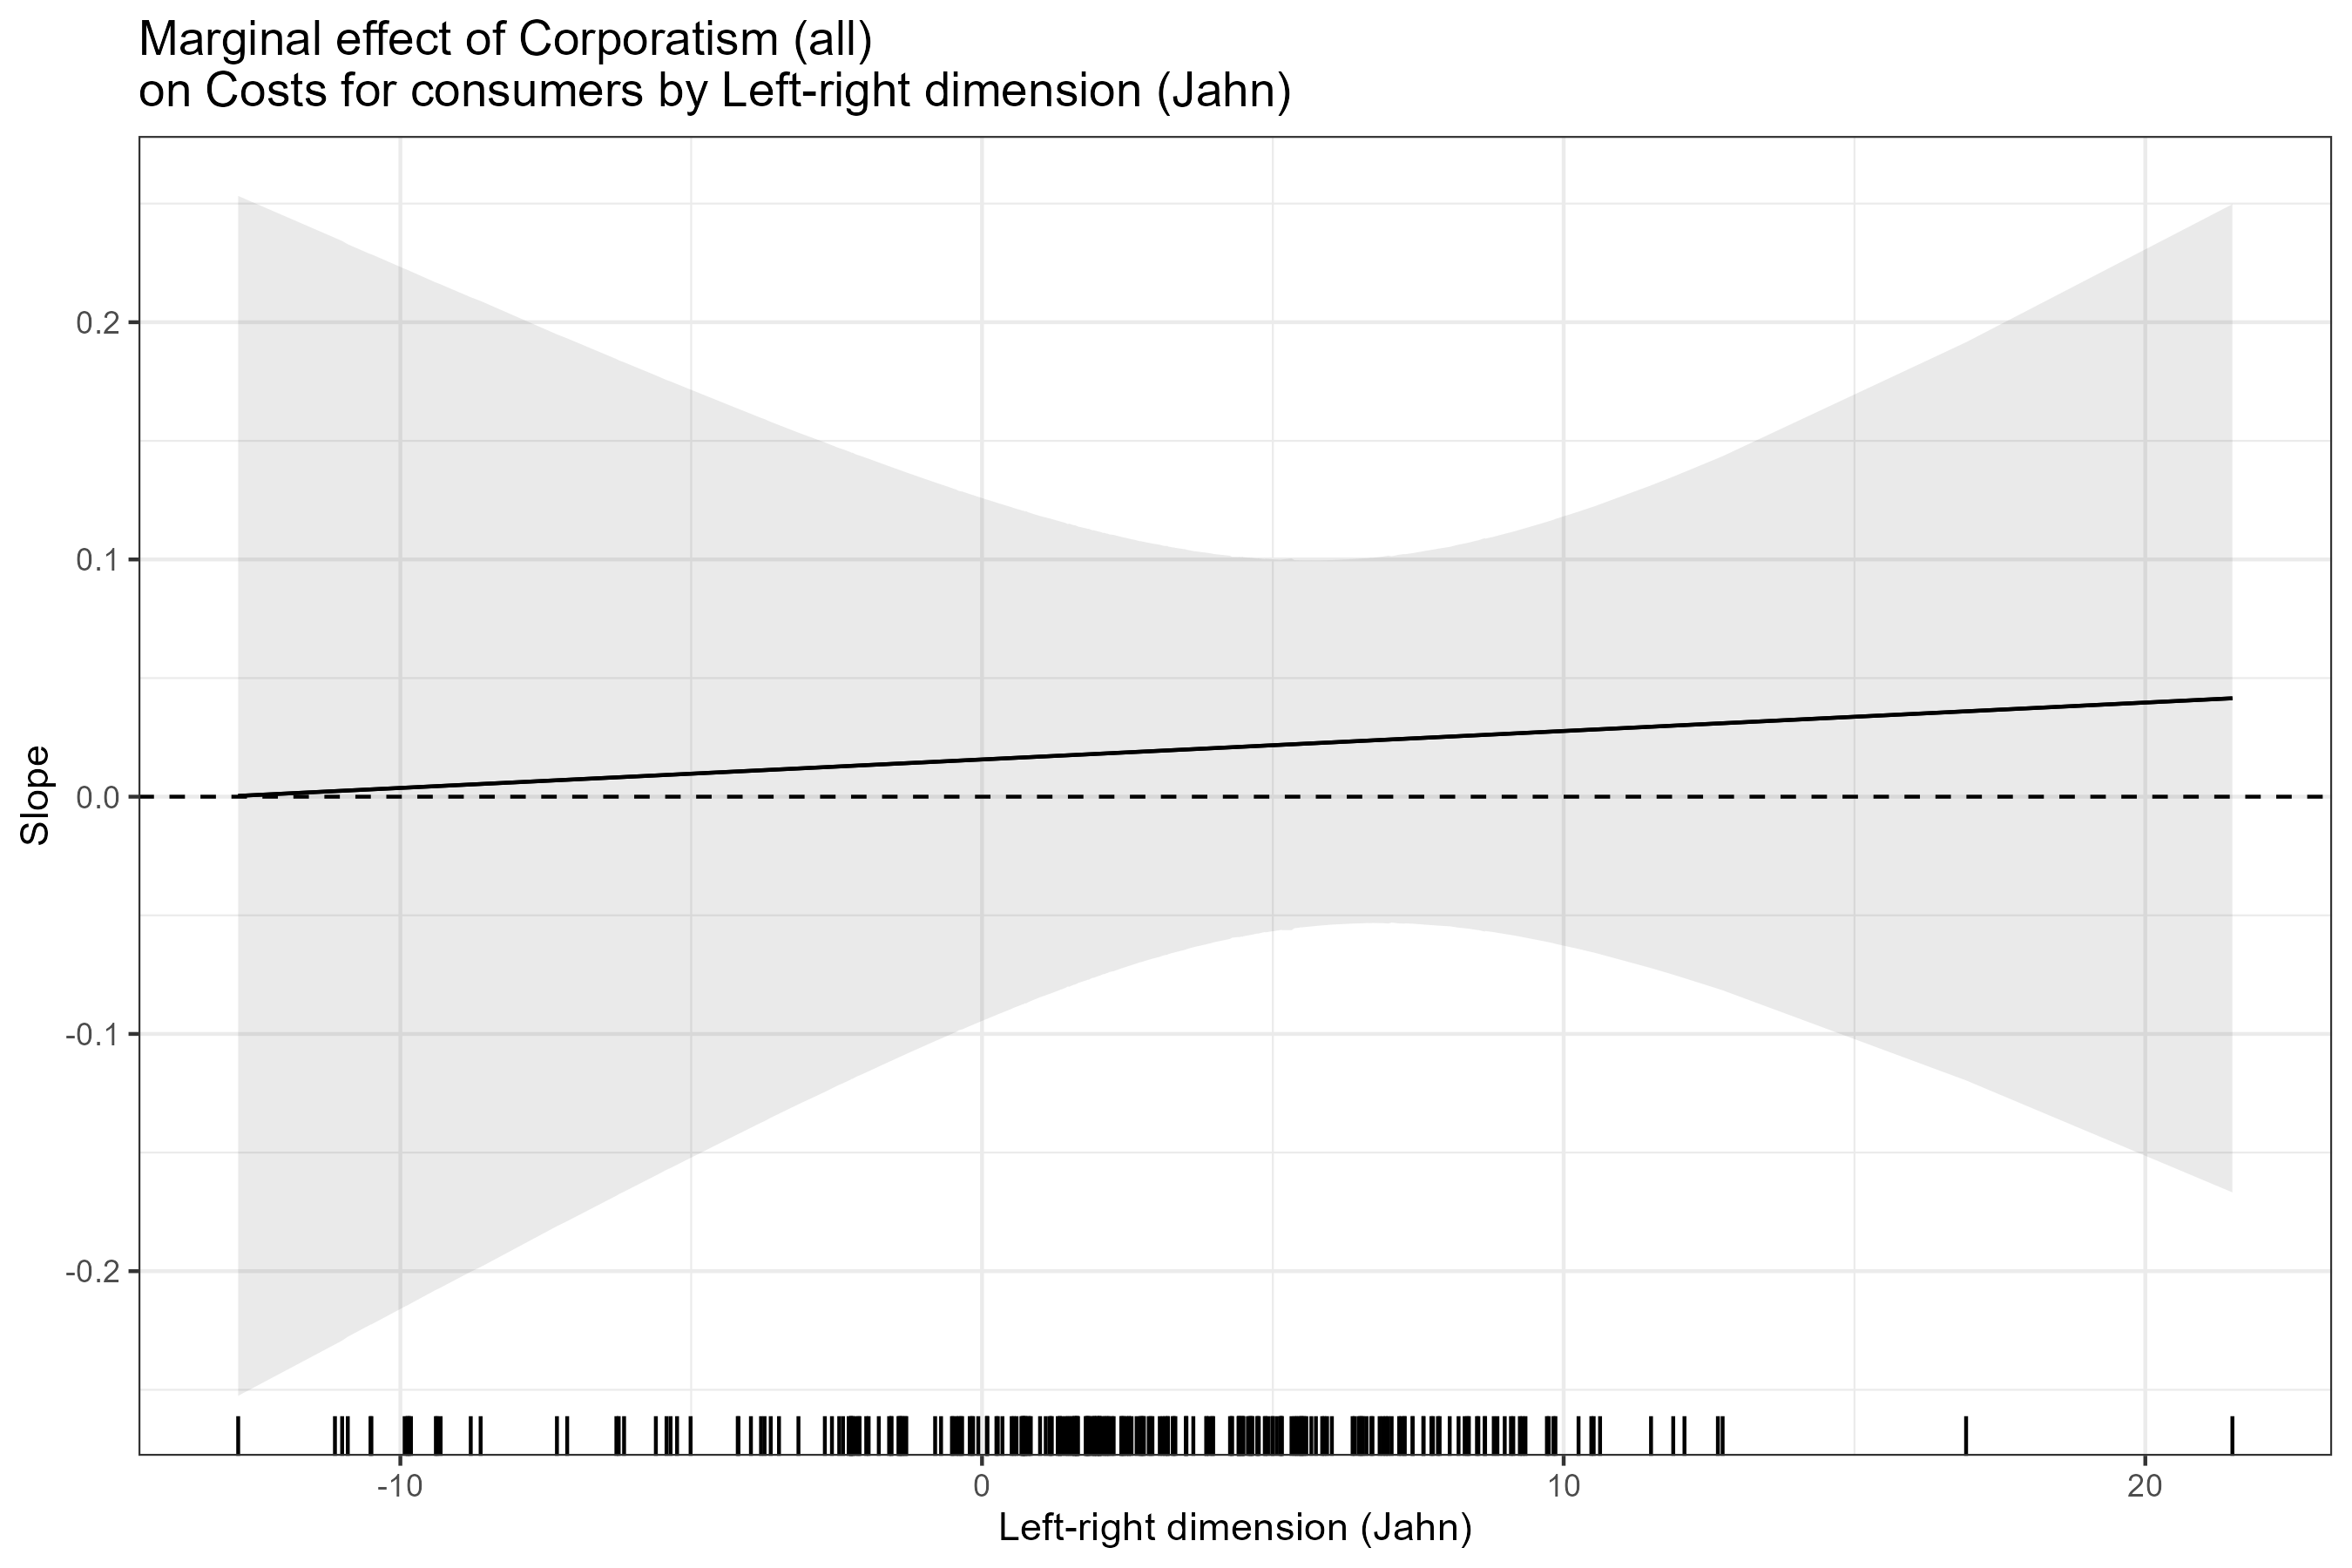 Marginal effect of Corporatism (all)
on Costs for consumers by Left-right dimension (Jahn)
Slope
0.2
0.1
0.0
-0.1
-0.2
-10
0
10
20
Left-right dimension (Jahn)